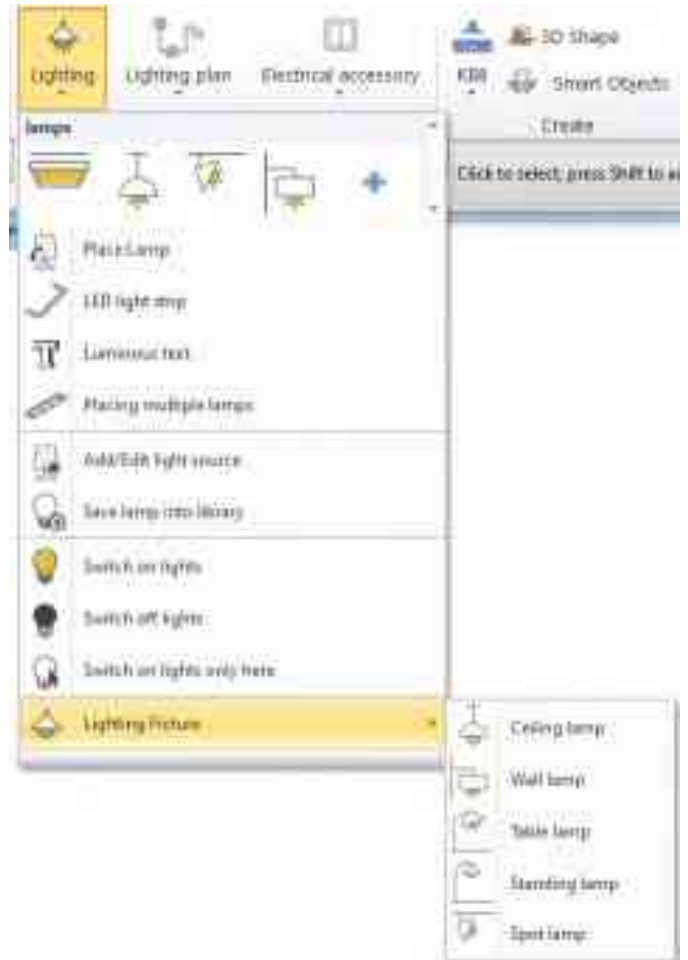 Lighting
Lighting plan
Electrical accessory
3D Shape
Smart Objects
Create
lamps
Click to select, press Shift to
Place Lamp
LED light strip
Luminous text
Placing multiple lamps
Add/Edit light source
Save lamp into library
Switch on lights
Switch off lights
Switch on lights only here
Lighting Fixture
Ceiling lamp
Wall lamp
Table lamp
Standing lamp
Spot lamp